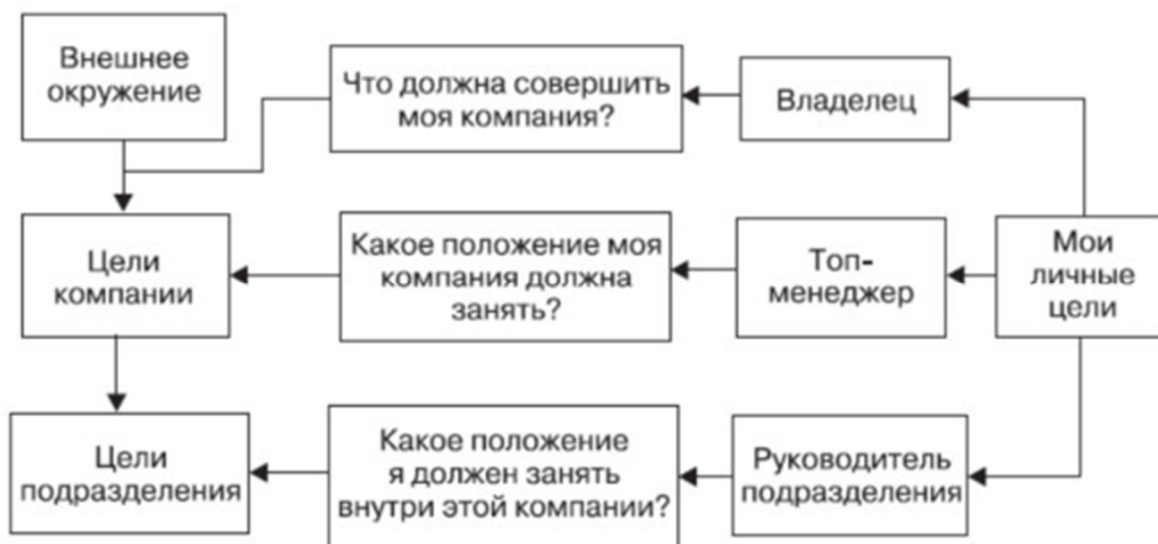 Внешнее
окружение
Что должна совершить
моя компания?
Владелец
Цели
компании
Какое положение моя
компания должна
занять?
Топ-
менеджер
Мои
личные
цели
Цели
подразделения
Какое положение
я должен занять
внутри этой компании?
Руководитель
подразделения